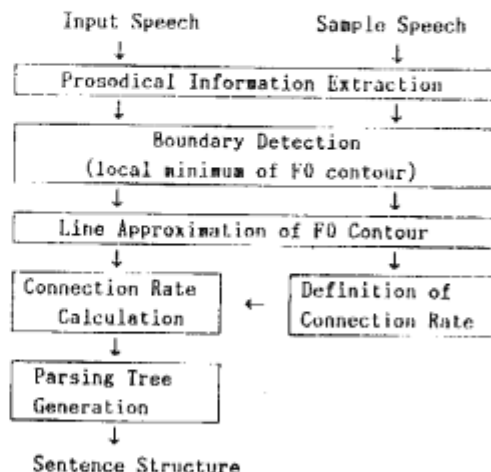 Input Speech Sample Speech
Prosodical Information Extraction
Boundary Detection
(local minimum of F0 contour)
Line Approximation of F0 Contour
Connection Rate
Calculation
Definition of
Connection Rate
Parsing Tree
Generation
Sentence Structure